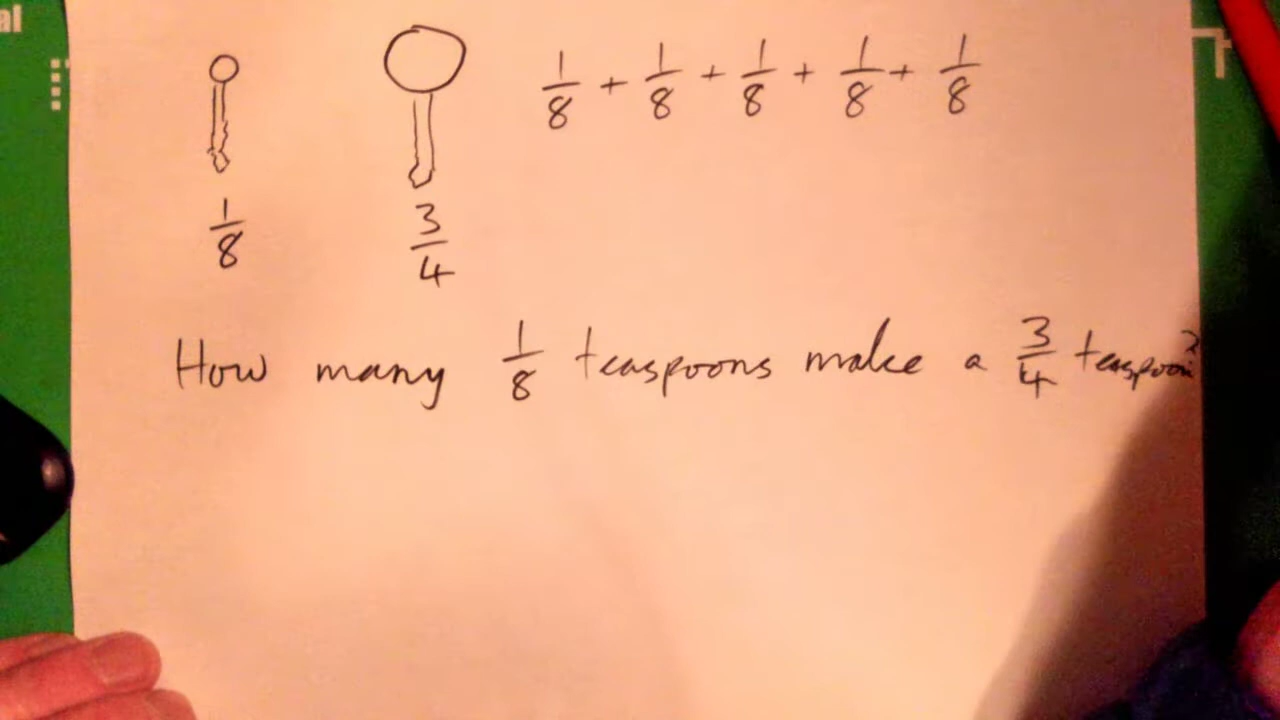 al
1/8 + 1/8 + 1/8 + 1/8 + 1/8
1/8
3/4
How many 1/8 teaspoons make a 3/4 teaspoon?